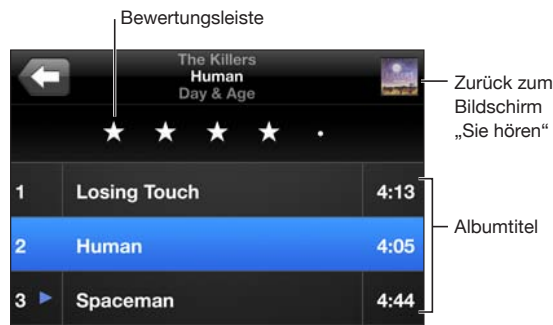 Bewertungsleiste
The Killers
Human
Day & Age
Zurück zum
Bildschirm
„Sie hören“
1 Losing Touch 4:13
2 Human 4:05
Albumtitel
3 Spaceman 4:44